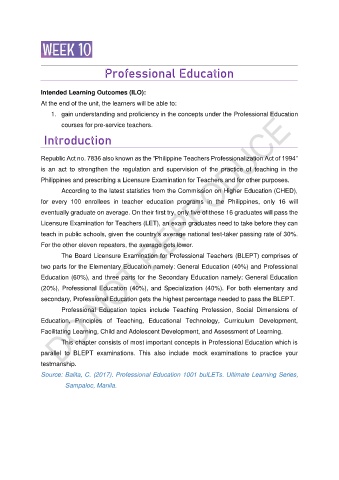 WEEK 10
Professional Education
Intended Learning Outcomes (ILO):
At the end of the unit, the learners will be able to:
1. gain understanding and proficiency in the concepts under the Professional Education
courses for pre-service teachers.
Introduction
Republic Act no. 7836 also known as the "Philippine Teachers Professionalization Act of 1994"
is an act to strengthen the regulation and supervision of the practice of teaching in the
Philippines and prescribing a Licensure Examination for Teachers and for other purposes.
According to the latest statistics from the Commission on Higher Education (CHED),
for every 100 enrollees in teacher education programs in the Philippines, only 16 will
eventually graduate on average. On their first try, only five of these 16 graduates will pass the
Licensure Examination for Teachers (LET), an exam graduates need to take before they can
teach in public schools, given the country's average national test-taker passing rate of 30%.
For the other eleven repeaters, the average gets lower.
The Board Licensure Examination for Professional Teachers (BLEPT) comprises of
two parts for the Elementary Education namely: General Education (40%) and Professional
Education (60%), and three parts for the Secondary Education namely: General Education
(20%), Professional Education (40%), and Specialization (40%). For both elementary and
secondary, Professional Education gets the highest percentage needed to pass the BLEPT.
Professional Education topics include Teaching Profession, Social Dimensions of
Education, Principles of Teaching, Educational Technology, Curriculum Development,
Facilitating Learning, Child and Adolescent Development, and Assessment of Learning.
This chapter consists of most important concepts in Professional Education which is
parallel to BLEPT examinations. This also include mock examinations to practice your
testmanship.
Source: Balita, C. (2017); Professional Education 1001 bulLETs. Ultimate Learning Series,
Sampaloc, Manila.